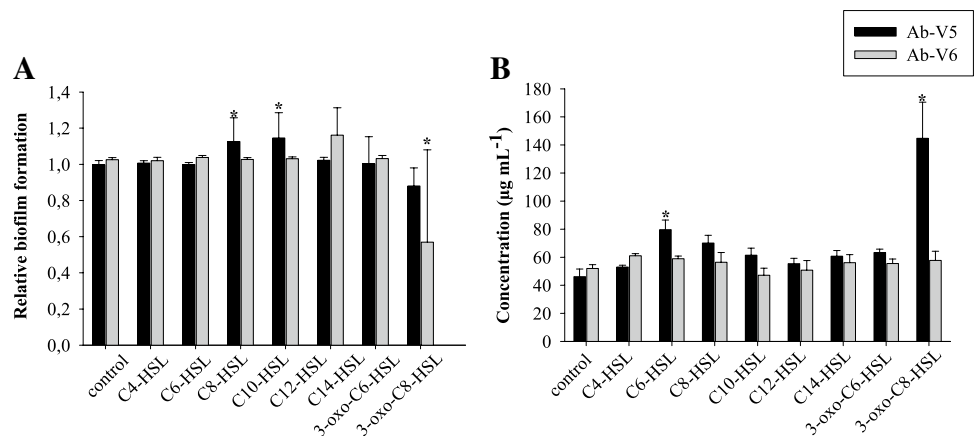 Ab-V5
Ab-V6
A
Relative biofilm formation
1,4
1,2
1,0
0,8
0,6
0,4
0,2
0,0
control
C4-HSL
C6-HSL
C8-HSL
C10-HSL
C12-HSL
C14-HSL
3-oxo-C6-HSL
3-oxo-C8-HSL
*
*
*
B
Concentration (µg mL⁻¹)
180
160
140
120
100
80
60
40
20
0
control
C4-HSL
C6-HSL
C8-HSL
C10-HSL
C12-HSL
C14-HSL
3-oxo-C6-HSL
3-oxo-C8-HSL
*
*